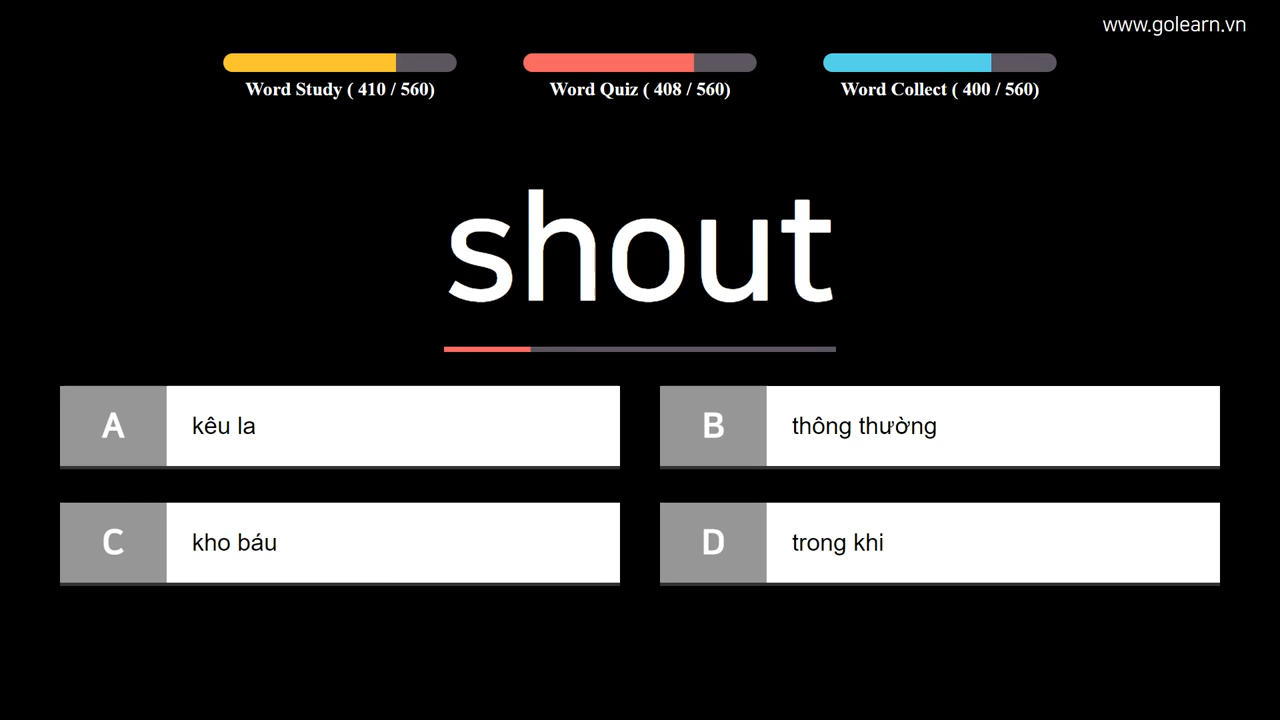 www.golearn.vn
Word Study ( 410 / 560)
Word Quiz ( 408 / 560)
Word Collect ( 400 / 560)
shout
A kêu la
B thông thường
C kho báu
D trong khi